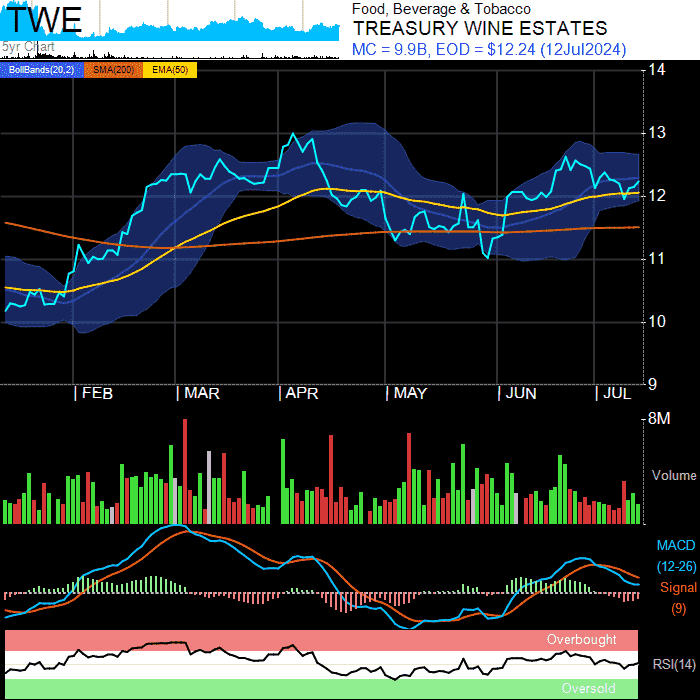 TWE
5yr Chart
Food, Beverage & Tobacco
TREASURY WINE ESTATES
MC = 9.9B, EOD = $12.24 (12Jul2024)
BollBands(20,2) SMA(200) EMA(50)
14
13
12
11
10
9
| FEB | MAR | APR | MAY | JUN | JUL
8M
Volume
MACD
(12-26)
Signal
(9)
Overbought
RSI(14)
Oversold